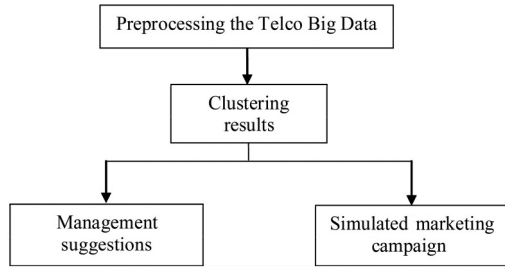 Preprocessing the Telco Big Data
Clustering
results
Management
suggestions
Simulated marketing
campaign